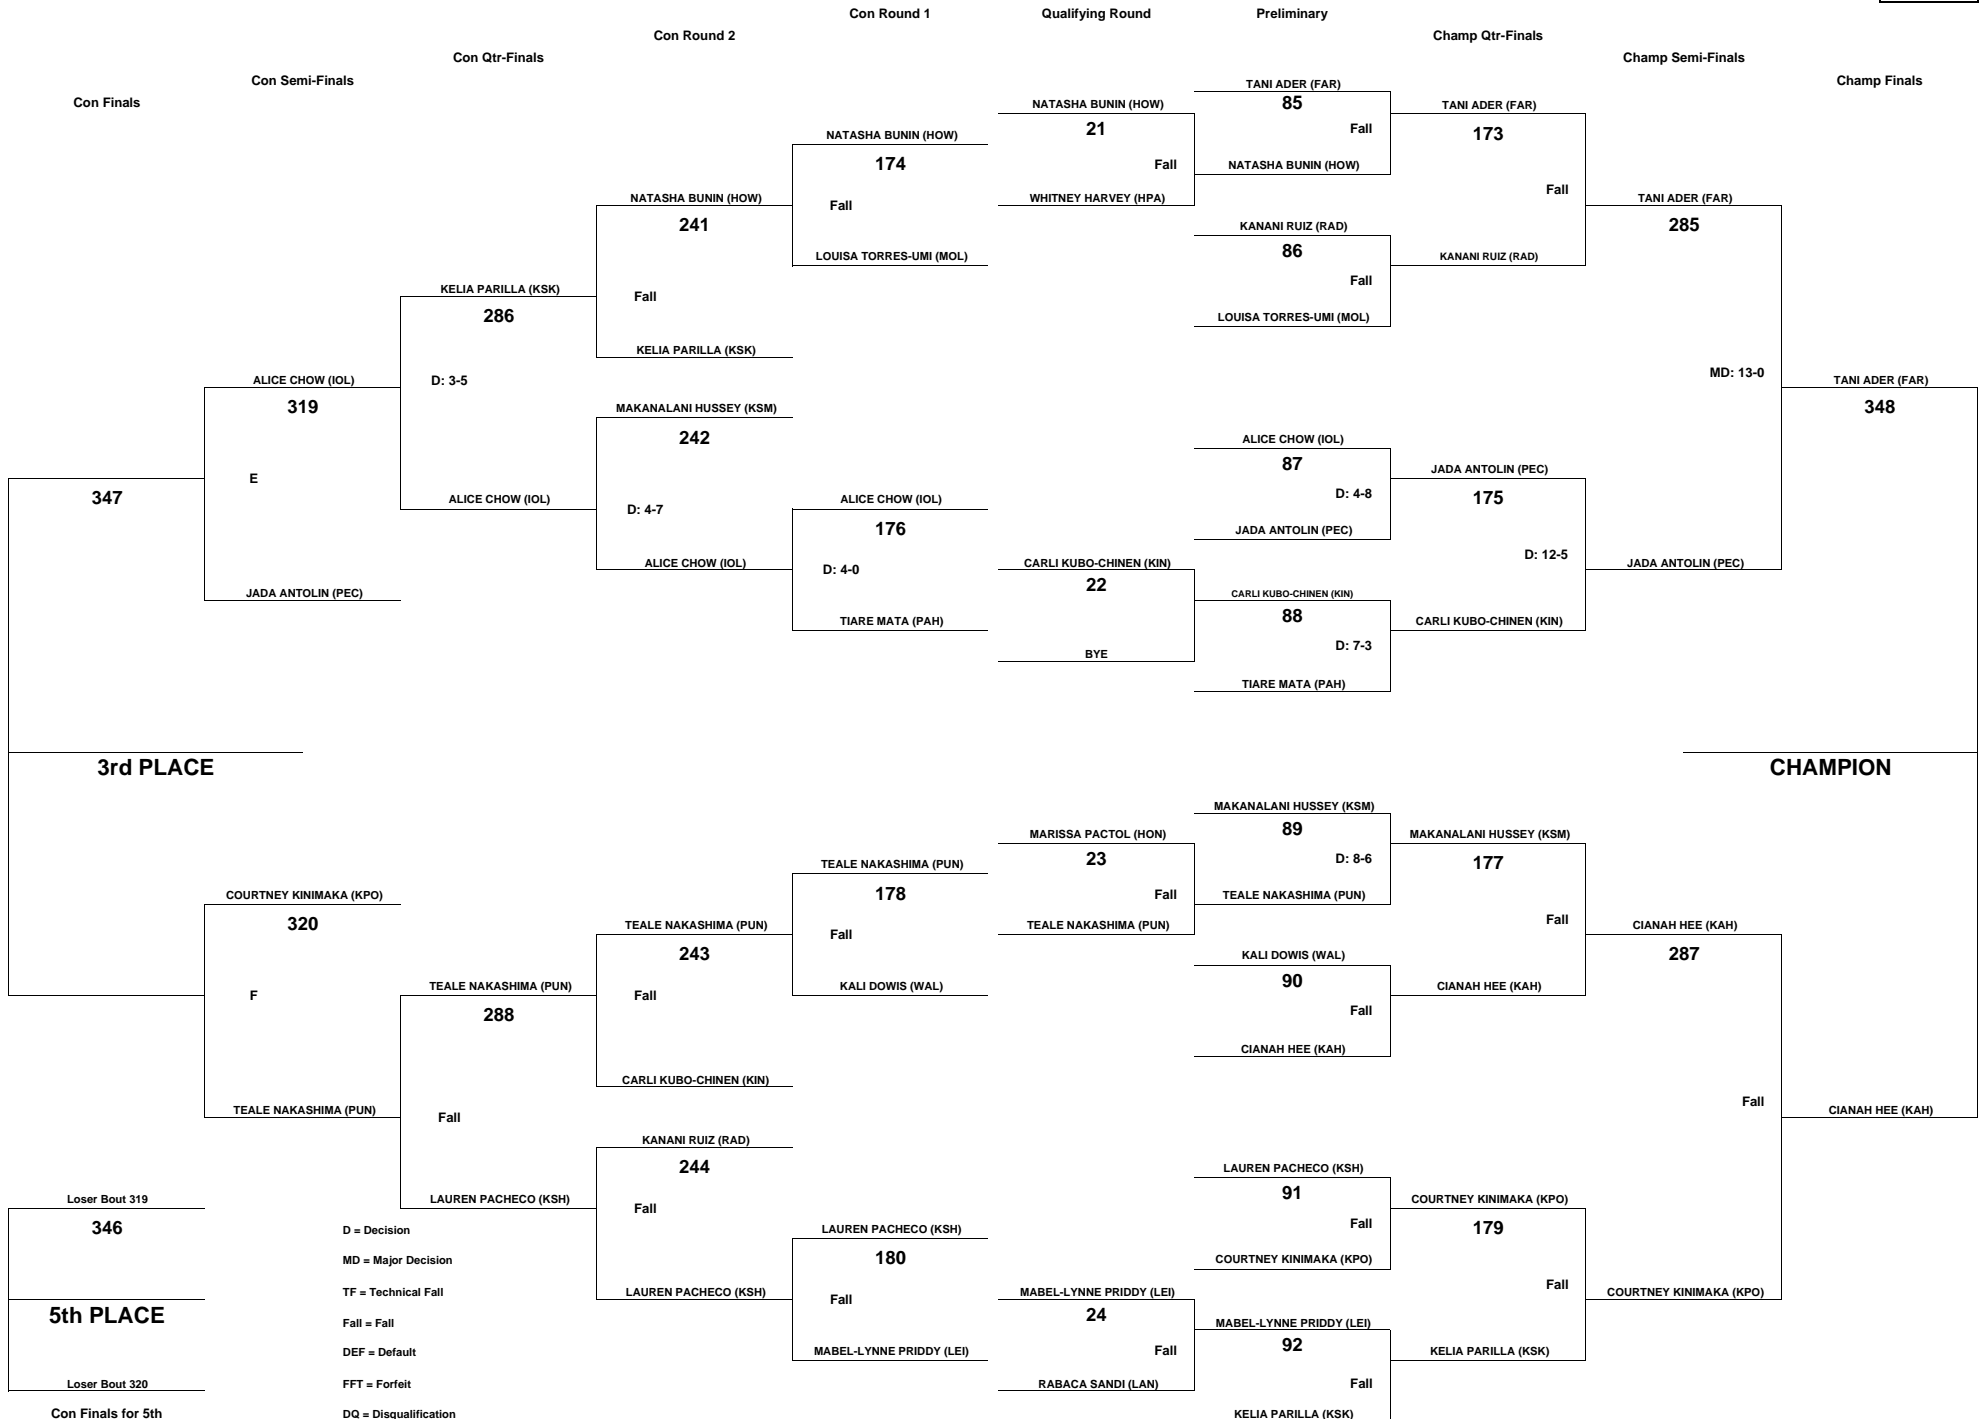 Con Round 1 Qualifying Round Preliminary
Con Round 2 Champ Qtr-Finals
Con Qtr-Finals Champ Semi-Finals
Con Semi-Finals Champ Finals
Con Finals
TANI ADER (FAR)
85
Fall
NATASHA BUNIN (HOW)
NATASHA BUNIN (HOW)
21
Fall
WHITNEY HARVEY (HPA)
TANI ADER (FAR)
173
Fall
KANANI RUIZ (RAD)
NATASHA BUNIN (HOW)
174
Fall
LOUISA TORRES-UMI (MOL)
KANANI RUIZ (RAD)
86
Fall
LOUISA TORRES-UMI (MOL)
NATASHA BUNIN (HOW)
241
Fall
KELIA PARILLA (KSK)
TANI ADER (FAR)
285
MD: 13-0
JADA ANTOLIN (PEC)
KELIA PARILLA (KSK)
286
D: 3-5
ALICE CHOW (IOL)
ALICE CHOW (IOL)
319
E
JADA ANTOLIN (PEC)
MAKANALANI HUSSEY (KSM)
242
D: 4-7
ALICE CHOW (IOL)
TANI ADER (FAR)
348
ALICE CHOW (IOL)
87
D: 4-8
JADA ANTOLIN (PEC)
JADA ANTOLIN (PEC)
175
D: 12-5
CARLI KUBO-CHINEN (KIN)
347
ALICE CHOW (IOL)
176
D: 4-0
TIARE MATA (PAH)
CARLI KUBO-CHINEN (KIN)
22
BYE
CARLI KUBO-CHINEN (KIN)
88
D: 7-3
TIARE MATA (PAH)
3rd PLACE
CHAMPION
MAKANALANI HUSSEY (KSM)
89
D: 8-6
TEALE NAKASHIMA (PUN)
MARISSA PACTOL (HON)
23
Fall
TEALE NAKASHIMA (PUN)
MAKANALANI HUSSEY (KSM)
177
Fall
CIANAH HEE (KAH)
TEALE NAKASHIMA (PUN)
178
Fall
KALI DOWIS (WAL)
COURTNEY KINIMAKA (KPO)
320
F
TEALE NAKASHIMA (PUN)
TEALE NAKASHIMA (PUN)
243
Fall
CARLI KUBO-CHINEN (KIN)
CIANAH HEE (KAH)
287
Fall
COURTNEY KINIMAKA (KPO)
KALI DOWIS (WAL)
90
Fall
CIANAH HEE (KAH)
TEALE NAKASHIMA (PUN)
288
Fall
LAUREN PACHECO (KSH)
CIANAH HEE (KAH)
KANANI RUIZ (RAD)
244
Fall
LAUREN PACHECO (KSH)
LAUREN PACHECO (KSH)
91
Fall
COURTNEY KINIMAKA (KPO)
COURTNEY KINIMAKA (KPO)
179
Fall
KELIA PARILLA (KSK)
LAUREN PACHECO (KSH)
180
Fall
MABEL-LYNNE PRIDDY (LEI)
MABEL-LYNNE PRIDDY (LEI)
24
Fall
RABACA SANDI (LAN)
MABEL-LYNNE PRIDDY (LEI)
92
Fall
KELIA PARILLA (KSK)
Loser Bout 319
346
5th PLACE
Loser Bout 320
Con Finals for 5th
D = Decision
MD = Major Decision
TF = Technical Fall
Fall = Fall
DEF = Default
FFT = Forfeit
DQ = Disqualification